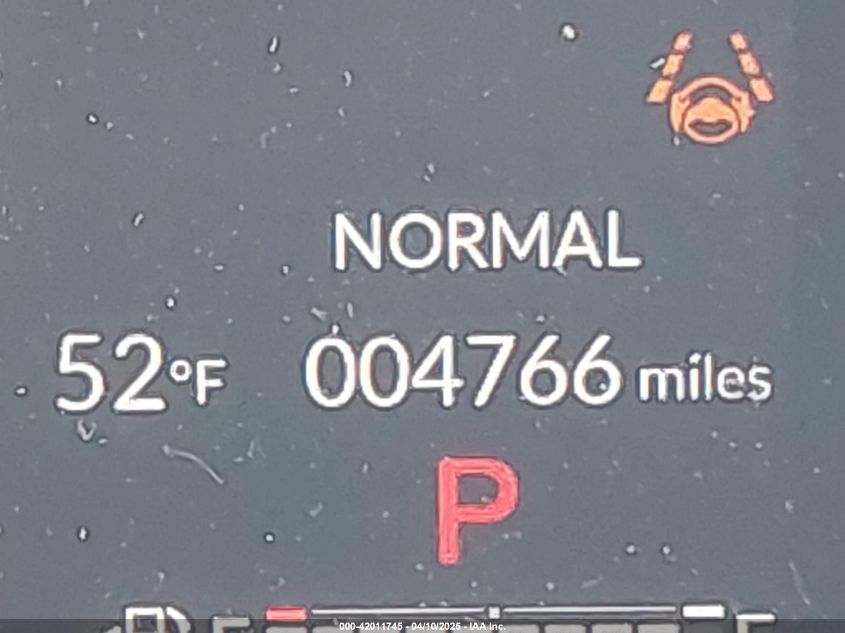 NORMAL
52°F 004766 miles
P
E F
000-42011745 - 04/10/2025 - IAA Inc.